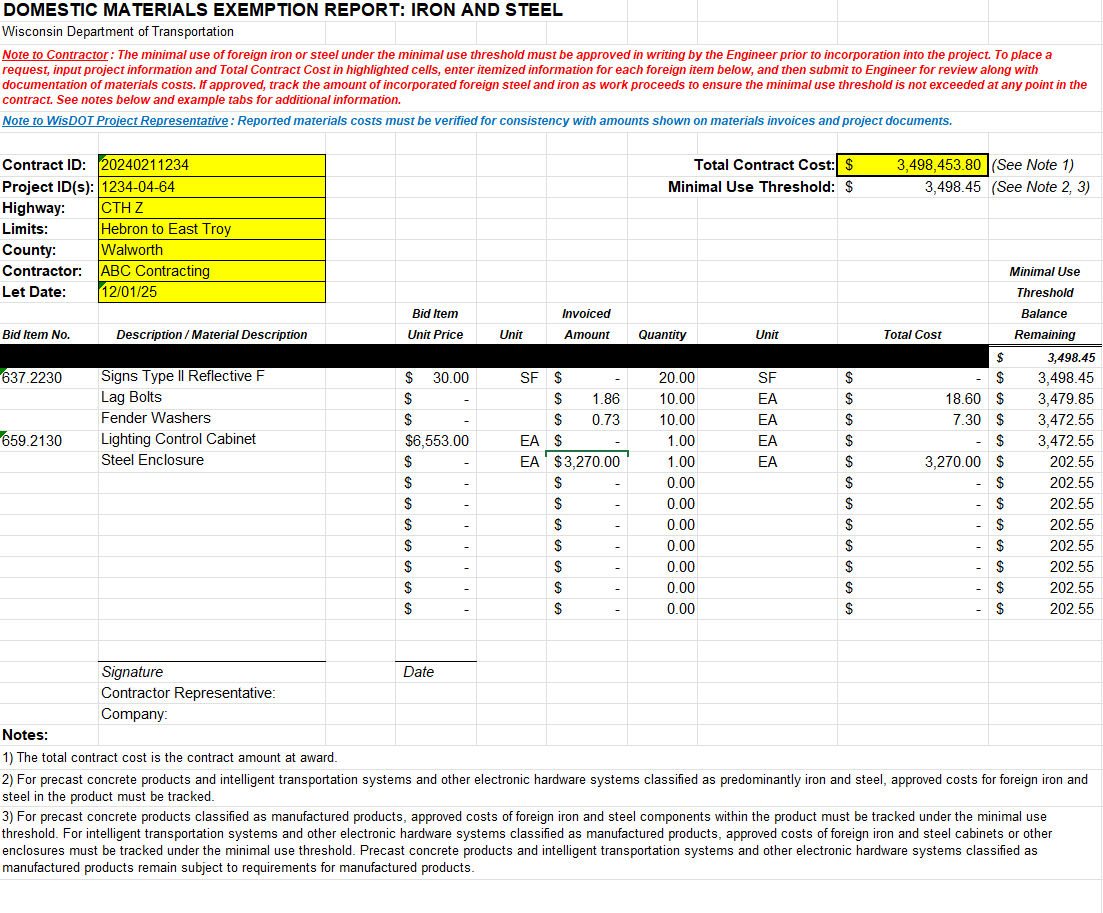 DOMESTIC MATERIALS EXEMPTION REPORT: IRON AND STEEL
Wisconsin Department of Transportation
Note to Contractor : The minimal use of foreign iron or steel under the minimal use threshold must be approved in writing by the Engineer prior to incorporation into the project. To place a
request, input project information and Total Contract Cost in highlighted cells, enter itemized information for each foreign item below, and then submit to Engineer for review along with
documentation of materials costs. If approved, track the amount of incorporated foreign steel and iron as work proceeds to ensure the minimal use threshold is not exceeded at any point in the
contract. See notes below and example tabs for additional information.
Note to WisDOT Project Representative : Reported materials costs must be verified for consistency with amounts shown on materials invoices and project documents.
Contract ID: 20240211234 Total Contract Cost: $ 3,498,453.80 (See Note 1)
Project ID(s): 1234-04-64 Minimal Use Threshold: $ 3,498.45 (See Note 2, 3)
Highway: CTH Z
Limits: Hebron to East Troy
County: Walworth
Contractor: ABC Contracting Minimal Use
Let Date: 12/01/25 Threshold
Bid Item Invoiced Balance
Bid Item No. Description / Material Description Unit Price Unit Amount Quantity Unit Total Cost Remaining
$ 3,498.45
637.2230 Signs Type II Reflective F $ 30.00 SF $ - 20.00 SF $ - $ 3,498.45
Lag Bolts $ - $ 1.86 10.00 EA $ 18.60 $ 3,479.85
Fender Washers $ - $ 0.73 10.00 EA $ 7.30 $ 3,472.55
659.2130 Lighting Control Cabinet $6,553.00 EA $ - 1.00 EA $ - $ 3,472.55
Steel Enclosure $ - EA $3,270.00 1.00 EA $ 3,270.00 $ 202.55
$ - $ - 0.00 $ - $ 202.55
$ - $ - 0.00 $ - $ 202.55
$ - $ - 0.00 $ - $ 202.55
$ - $ - 0.00 $ - $ 202.55
$ - $ - 0.00 $ - $ 202.55
$ - $ - 0.00 $ - $ 202.55
$ - $ - 0.00 $ - $ 202.55
Signature Date
Contractor Representative:
Company:
Notes:
1) The total contract cost is the contract amount at award.
2) For precast concrete products and intelligent transportation systems and other electronic hardware systems classified as predominantly iron and steel, approved costs for foreign iron and
steel in the product must be tracked.
3) For precast concrete products classified as manufactured products, approved costs of foreign iron and steel components within the product must be tracked under the minimal use
threshold. For intelligent transportation systems and other electronic hardware systems classified as manufactured products, approved costs of foreign iron and steel cabinets or other
enclosures must be tracked under the minimal use threshold. Precast concrete products and intelligent transportation systems and other electronic hardware systems classified as
manufactured products remain subject to requirements for manufactured products.